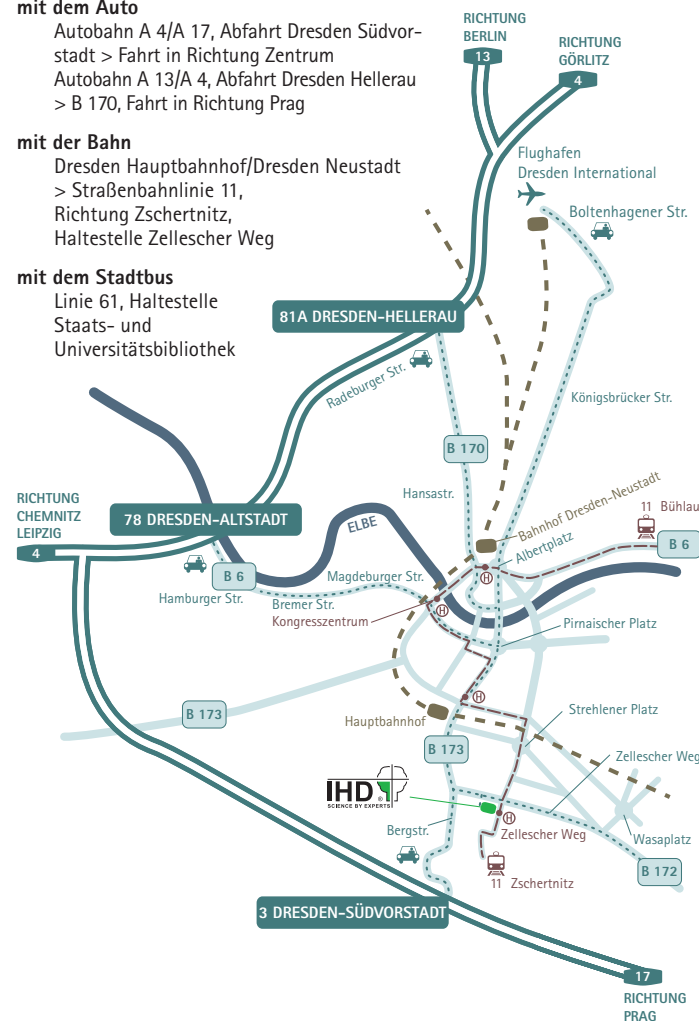 mit dem Auto
Autobahn A 4/A 17, Abfahrt Dresden Südvor-
stadt > Fahrt in Richtung Zentrum
Autobahn A 13/A 4, Abfahrt Dresden Hellerau
> B 170, Fahrt in Richtung Prag
mit der Bahn
Dresden Hauptbahnhof/Dresden Neustadt
> Straßenbahnlinie 11,
Richtung Zschertnitz,
Haltestelle Zellescher Weg
mit dem Stadtbus
Linie 61, Haltestelle
Staats- und
Universitätsbibliothek
RICHTUNG
BERLIN
13
RICHTUNG
GÖRLITZ
4
Flughafen
Dresden International
Boltenhagener Str.
81A DRESDEN-HELLERAU
Radeburger Str.
Königsbrücker Str.
B 170
Hansastr.
Bahnhof Dresden-Neustadt
11 Bühlau
B 6
Albertplatz
H
RICHTUNG
CHEMNITZ
LEIPZIG
4
78 DRESDEN-ALTSTADT
ELBE
B 6
Hamburger Str.
Magdeburger Str.
Bremer Str.
Kongresszentrum
H
Pirnaischer Platz
B 173
H
Hauptbahnhof
Strehlener Platz
B 173
Zellescher Weg
IHD®
SCIENCE BY EXPERTS
H
Bergstr.
Zellescher Weg
Wasaplatz
B 172
11 Zschertnitz
3 DRESDEN-SÜDVORSTADT
17
RICHTUNG
PRAG